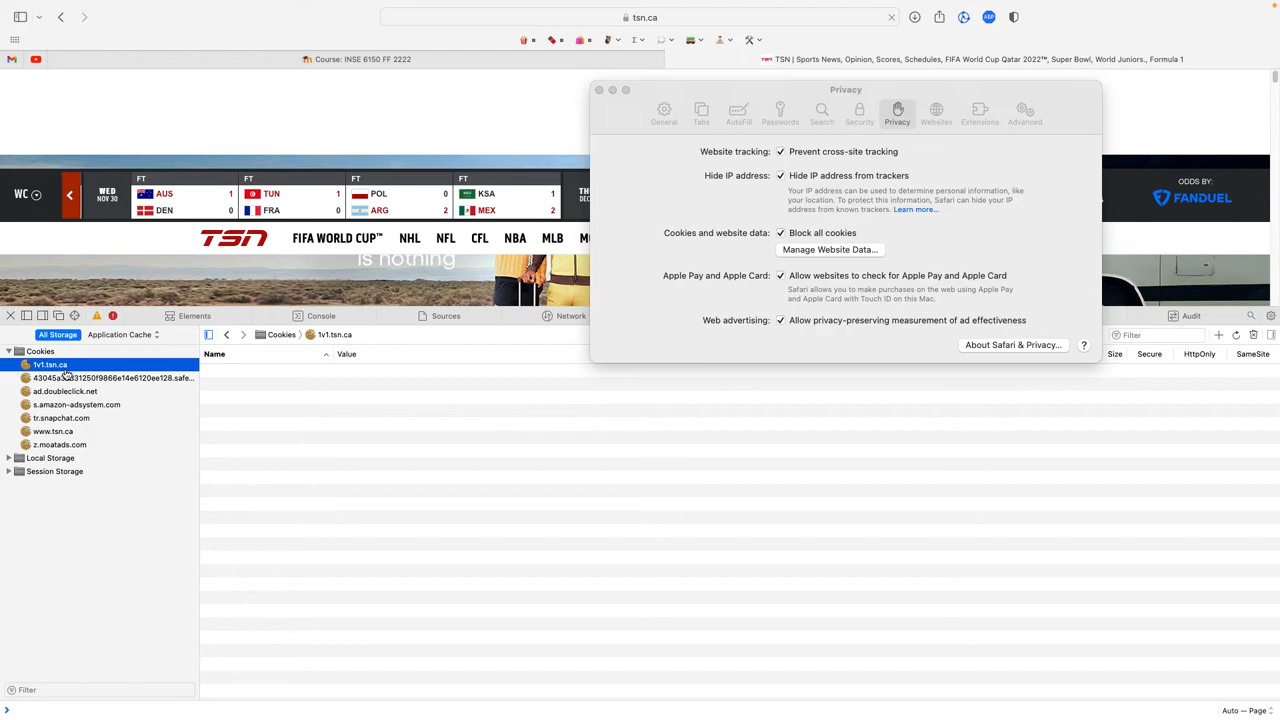 tsn.ca
ABP
Course: INSE 6150 FF 2222
TSN | Sports News, Opinion, Scores, Schedules, FIFA World Cup Qatar 2022™, Super Bowl, World Juniors., Formula 1
Privacy
General Tabs AutoFill Passwords Search Security Privacy Websites Extensions Advanced
Website tracking: Prevent cross-site tracking
Hide IP address: Hide IP address from trackers
Your IP address can be used to determine personal information, like
your location. To protect this information, Safari can hide your IP
address from known trackers. Learn more...
Cookies and website data: Block all cookies
Manage Website Data...
Apple Pay and Apple Card: Allow websites to check for Apple Pay and Apple Card
Safari allows you to make purchases on the web using Apple Pay
and Apple Card with Touch ID on this Mac.
Web advertising: Allow privacy-preserving measurement of ad effectiveness
About Safari & Privacy... ?
WC
WED
NOV 30
FT FT FT FT
AUS 1 TUN 1 POL 0 KSA 1
DEN 0 FRA 0 ARG 2 MEX 2
ODDS BY:
FANDUEL
TSN FIFA WORLD CUP™ NHL NFL CFL NBA MLB
is nothing
Elements Console Sources Network Audit
All Storage Application Cache Cookies 1v1.tsn.ca Filter
Name Value Size Secure HttpOnly SameSite
Cookies
1v1.tsn.ca
ad.doubleclick.net
s.amazon-adsystem.com
tr.snapchat.com
www.tsn.ca
z.moatads.com
Local Storage
Session Storage
Filter
Auto — Page